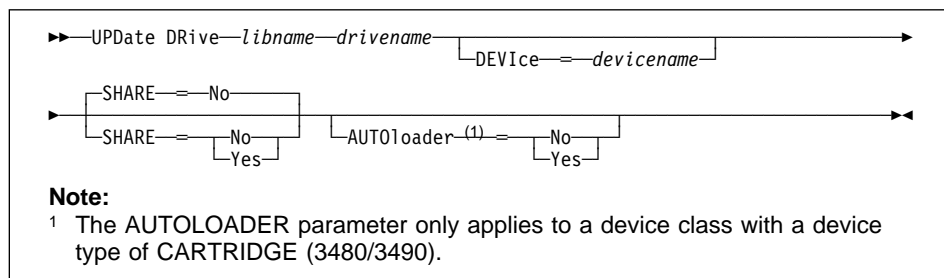 UPDate DRive libname drivename
DEVIce = devicename
SHARE = No
SHARE = No AUTOloader (1) = No
Yes Yes
Note:
1 The AUTOLOADER parameter only applies to a device class with a device
type of CARTRIDGE (3480/3490).